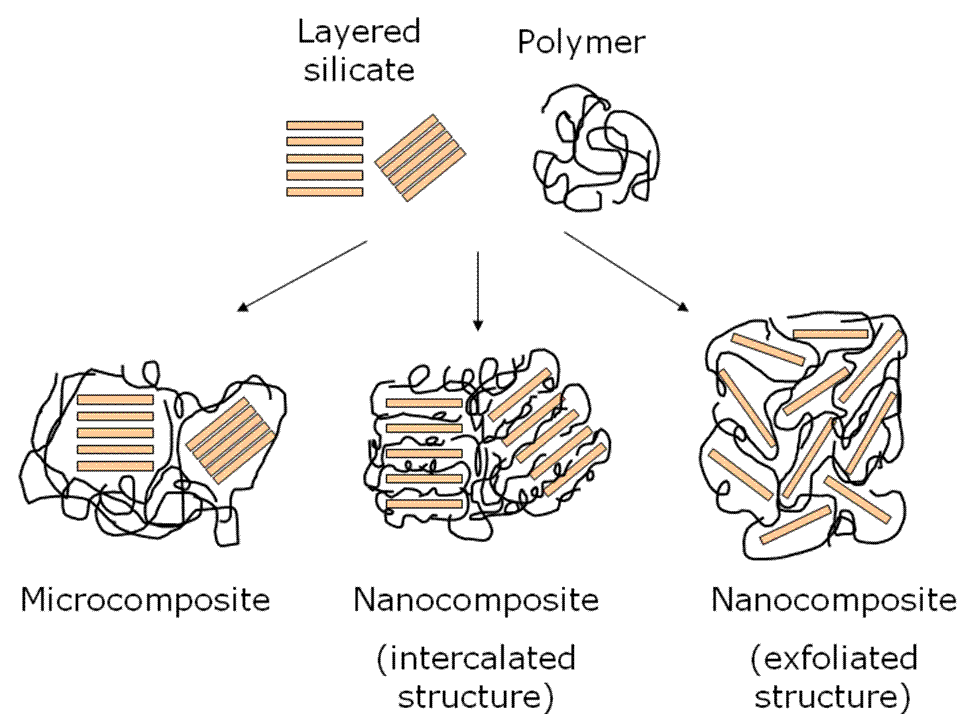 Layered
silicate
Polymer
Microcomposite
Nanocomposite
(intercalated
structure)
Nanocomposite
(exfoliated
structure)